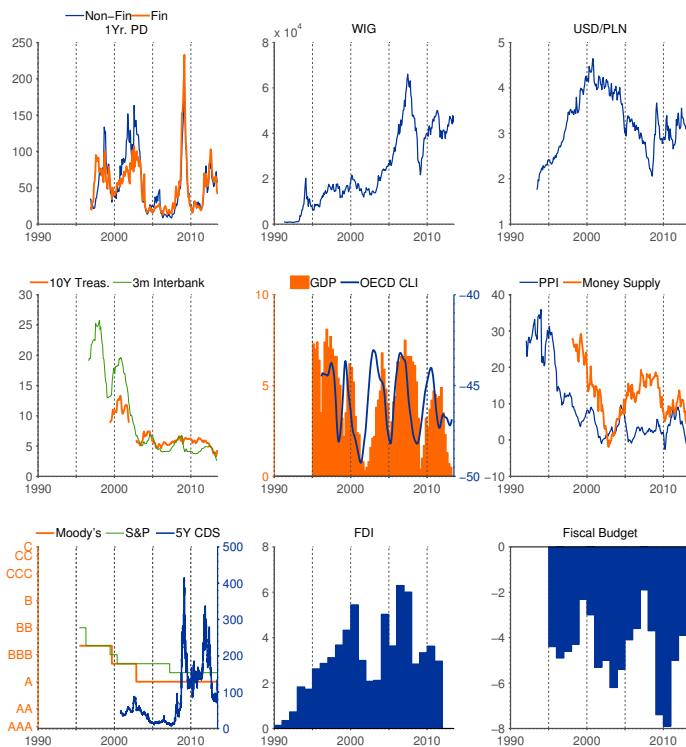 Non−Fin Fin
1Yr. PD
250
200
150
100
50
0
1990 2000 2010
× 10⁴
WIG
8
6
4
2
0
1990 2000 2010
USD/PLN
5
4
3
2
1
1990 2000 2010
10Y Treas. 3m Interbank
30
25
20
15
10
5
0
1990 2000 2010
GDP OECD CLI
10 −40
5 −45
0 −50
1990 2000 2010
PPI Money Supply
40
30
20
10
0
−10
1990 2000 2010
Moody's S&P 5Y CDS
C 500
CC
CCC 400
B 300
BB
BBB 200
A 100
AA
AAA 0
1990 2000 2010
FDI
8
6
4
2
0
1990 2000 2010
Fiscal Budget
0
−2
−4
−6
−8
1990 2000 2010